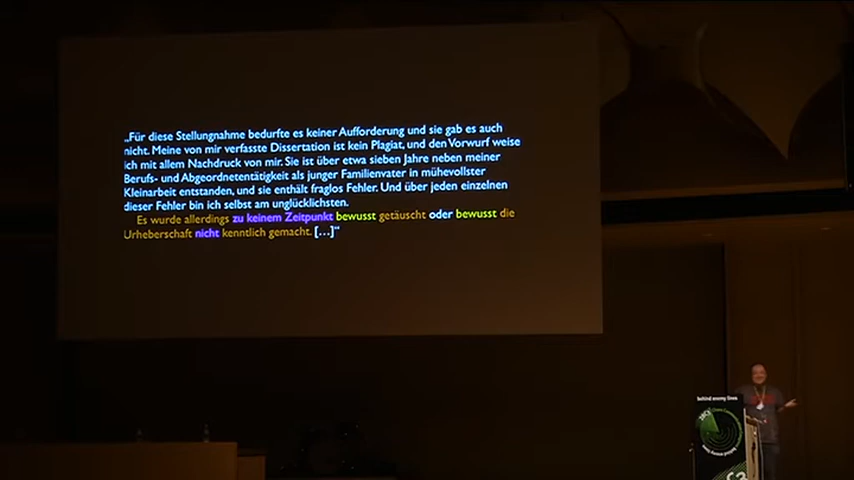 „Für diese Stellungnahme bedurfte es keiner Aufforderung und sie gab es auch
nicht. Meine von mir verfasste Dissertation ist kein Plagiat, und den Vorwurf weise
ich mit allem Nachdruck von mir. Sie ist über etwa sieben Jahre neben meiner
Berufs- und Abgeordnetentätigkeit als junger Familienvater in mühevollster
Kleinarbeit entstanden, und sie enthält fraglos Fehler. Und über jeden einzelnen
dieser Fehler bin ich selbst am unglücklichsten.
Es wurde allerdings zu keinem Zeitpunkt bewusst getäuscht oder bewusst die
Urheberschaft nicht kenntlich gemacht. [...]“
behind enemy lines
28C3